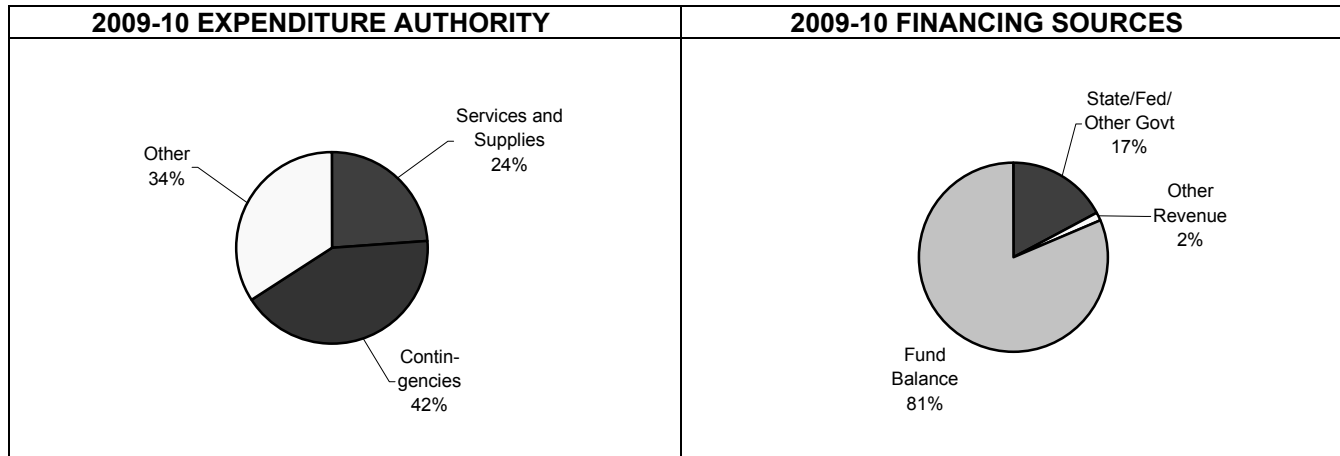 2009-10 EXPENDITURE AUTHORITY
Services and
Supplies
24%
Other
34%
Contin-
gencies
42%
2009-10 FINANCING SOURCES
State/Fed/
Other Govt
17%
Other
Revenue
2%
Fund
Balance
81%